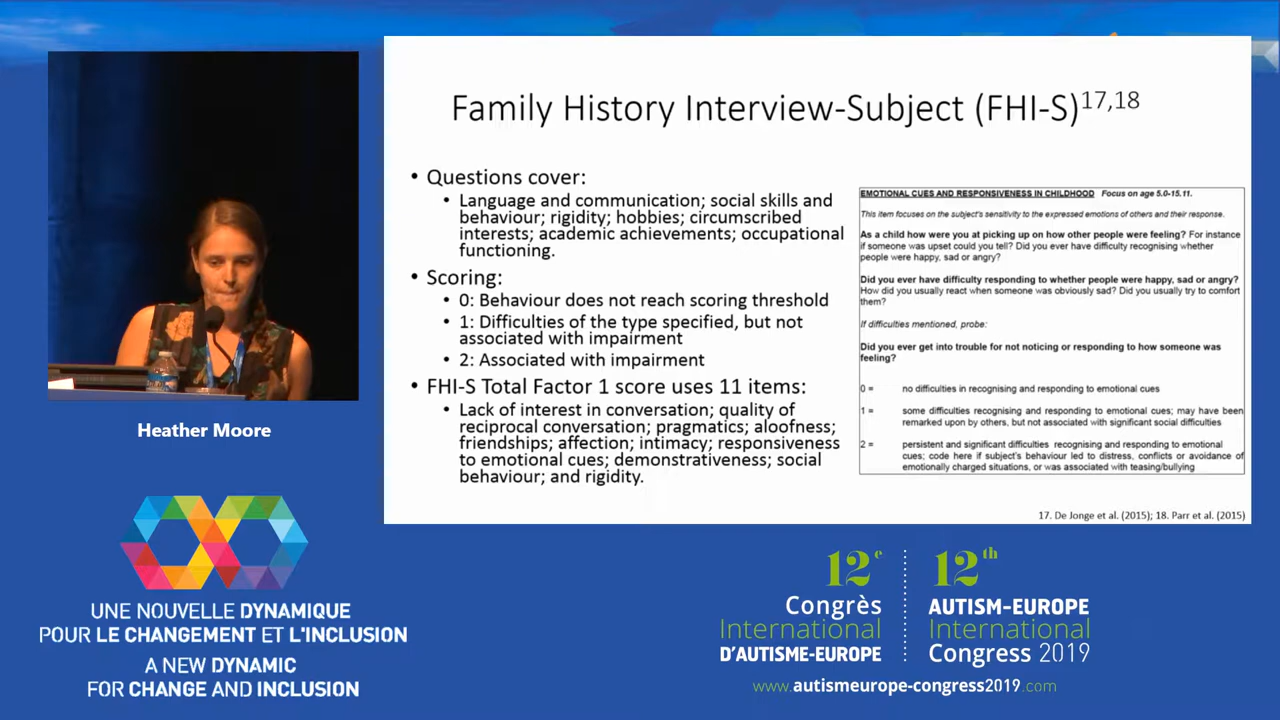 Family History Interview-Subject (FHI-S)17,18
• Questions cover:
• Language and communication; social skills and
behaviour; rigidity; hobbies; circumscribed
interests; academic achievements; occupational
functioning.
• Scoring:
• 0: Behaviour does not reach scoring threshold
• 1: Difficulties of the type specified, but not
associated with impairment
• 2: Associated with impairment
• FHI-S Total Factor 1 score uses 11 items:
• Lack of interest in conversation; quality of
reciprocal conversation; pragmatics; aloofness;
friendships; affection; intimacy; responsiveness
to emotional cues; demonstrativeness; social
behaviour; and rigidity.
EMOTIONAL CUES AND RESPONSIVENESS IN CHILDHOOD Focus on age 5.0-15.11.
This item focuses on the subject's sensitivity to the expressed emotions of others and their response.
As a child how were you at picking up on how other people were feeling? For instance
if someone was upset could you tell? Did you ever have difficulty recognising whether
people were happy, sad or angry?
Did you ever have difficulty responding to whether people were happy, sad or angry?
How did you usually react when someone was obviously sad? Did you usually try to comfort
them?
If difficulties mentioned, probe:
Did you ever get into trouble for not noticing or responding to how someone was
feeling?
0 = no difficulties in recognising and responding to emotional cues
1 = some difficulties recognising and responding to emotional cues; may have been
remarked upon by others, but not associated with significant social difficulties
2 = persistent and significant difficulties recognising and responding to emotional
cues; code here if subject's behaviour led to distress, conflicts or avoidance of
emotionally charged situations, or was associated with teasing/bullying
17. De Jonge et al. (2015); 18. Parr et al. (2015)
Heather Moore
UNE NOUVELLE DYNAMIQUE
POUR LE CHANGEMENT ET L'INCLUSION
A NEW DYNAMIC
FOR CHANGE AND INCLUSION
12e
Congrès
International
D'AUTISME-EUROPE
12th
AUTISM-EUROPE
International
Congress 2019
www.autismeurope-congress2019.com